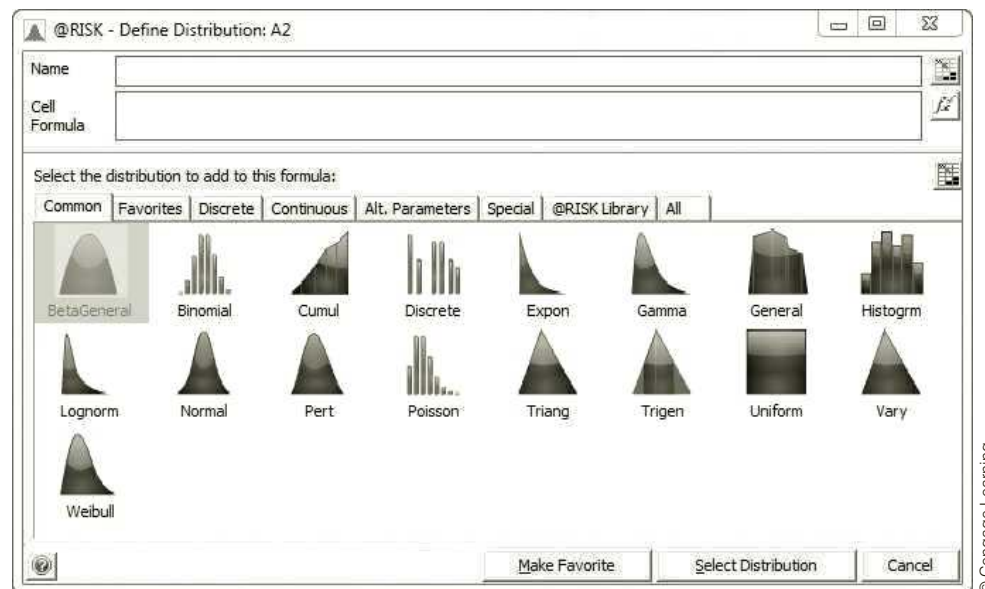 @RISK - Define Distribution: A2
Name
Cell
Formula
Select the distribution to add to this formula:
Common Favorites Discrete Continuous Alt. Parameters Special @RISK Library All
BetaGeneral Binomial Cumul Discrete Expon Gamma General Histogrm
Lognorm Normal Pert Poisson Triang Trigen Uniform Vary
Weibull
Make Favorite Select Distribution Cancel
© Cengage Learning